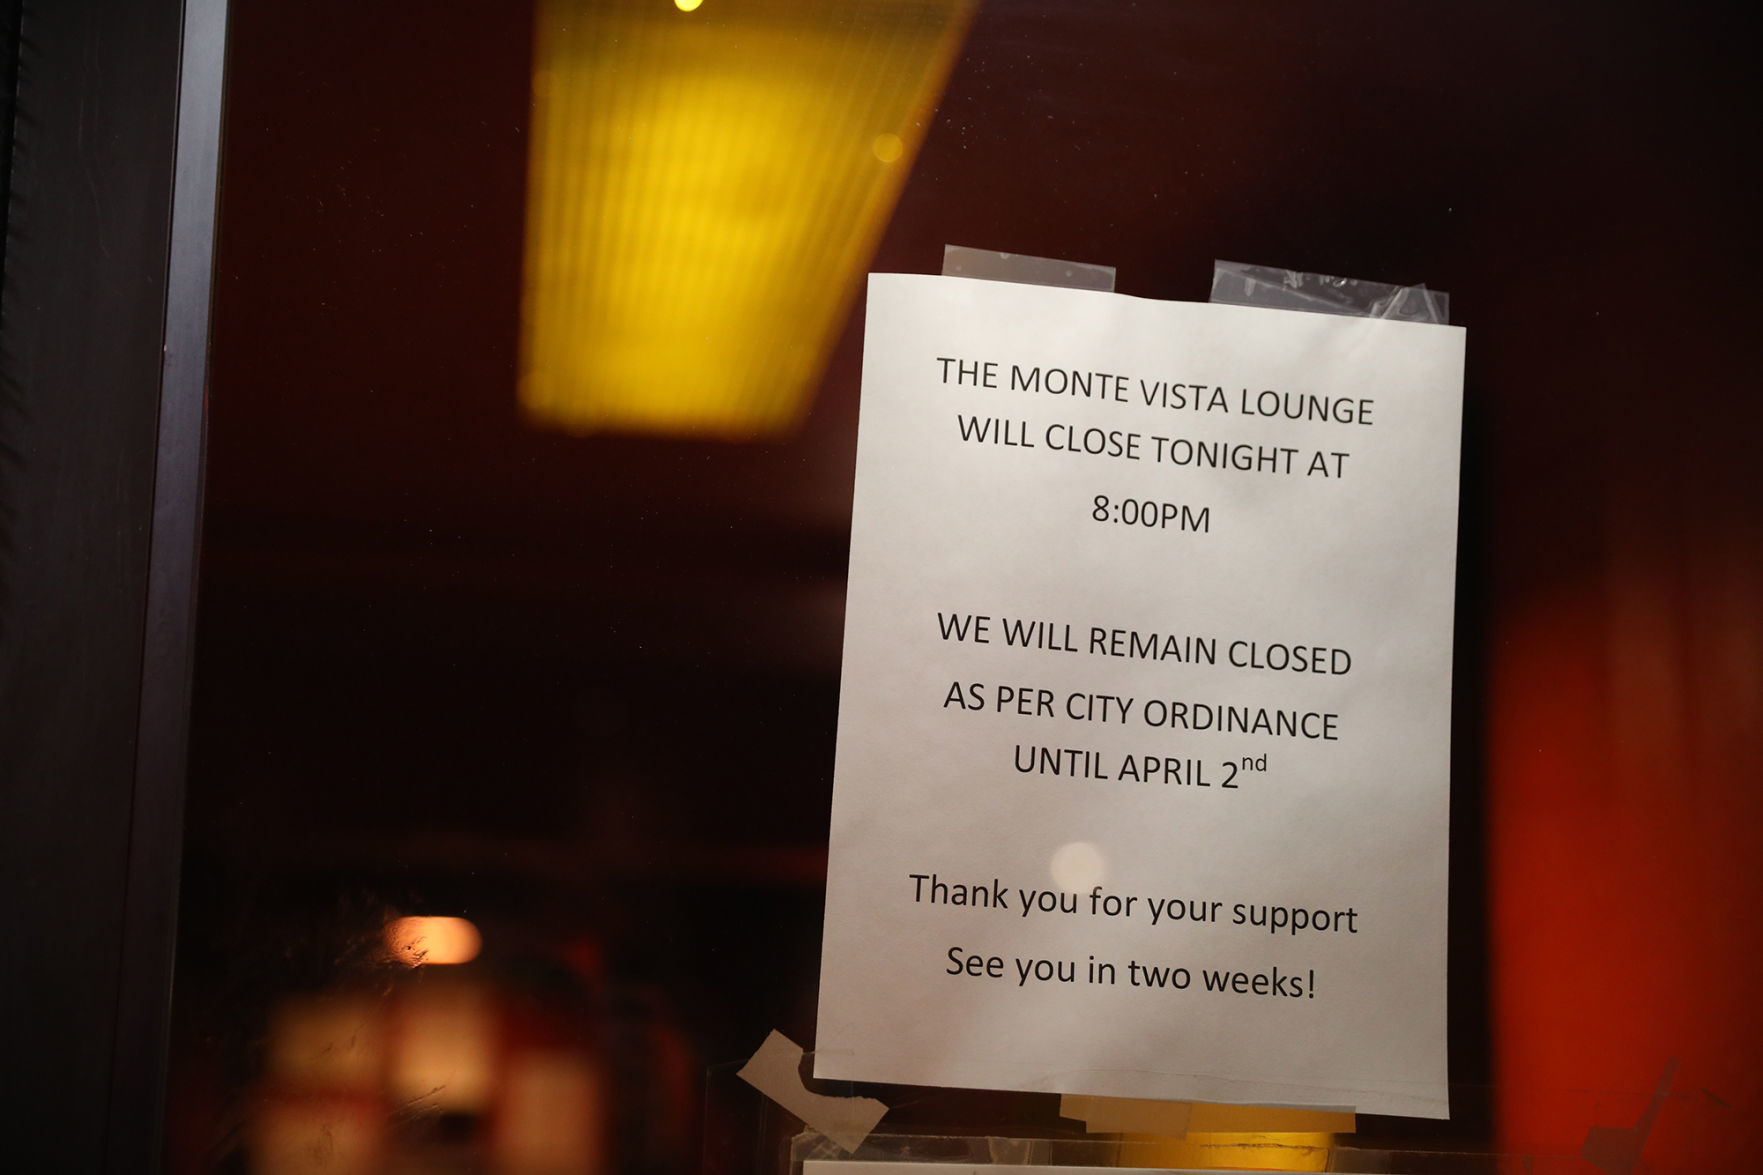 THE MONTE VISTA LOUNGE
WILL CLOSE TONIGHT AT
8:00PM
WE WILL REMAIN CLOSED
AS PER CITY ORDINANCE
UNTIL APRIL 2nd
Thank you for your support
See you in two weeks!